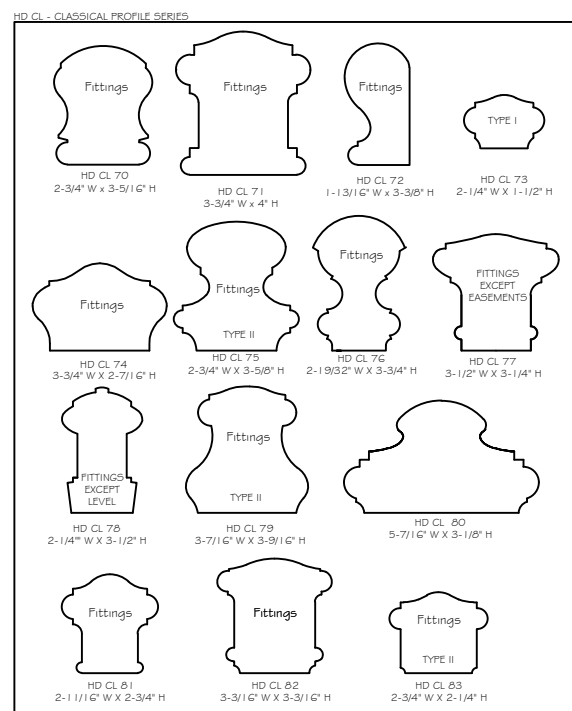 HD CL - CLASSICAL PROFILE SERIES
Fittings
HD CL 70
2-3/4" W x 3-5/16" H
Fittings
HD CL 71
3-3/4" W x 4" H
Fittings
HD CL 72
1-13/16" W x 3-3/8" H
TYPE I
HD CL 73
2-1/4" W X 1-1/2" H
Fittings
HD CL 74
3-3/4" W X 2-7/16" H
Fittings
TYPE II
HD CL 75
2-3/4" W X 3-5/8" H
Fittings
HD CL 76
2-19/32" W X 3-3/4" H
FITTINGS
EXCEPT
EASEMENTS
HD CL 77
3-1/2" W X 3-1/4" H
FITTINGS
EXCEPT
LEVEL
HD CL 78
2-1/4"" W X 3-1/2" H
Fittings
TYPE II
HD CL 79
3-7/16" W X 3-9/16" H
HD CL 80
5-7/16" W X 3-1/8" H
Fittings
HD CL 81
2-11/16" W X 2-3/4" H
Fittings
HD CL 82
3-3/16" W X 3-3/16" H
Fittings
TYPE II
HD CL 83
2-3/4" W X 2-1/4" H